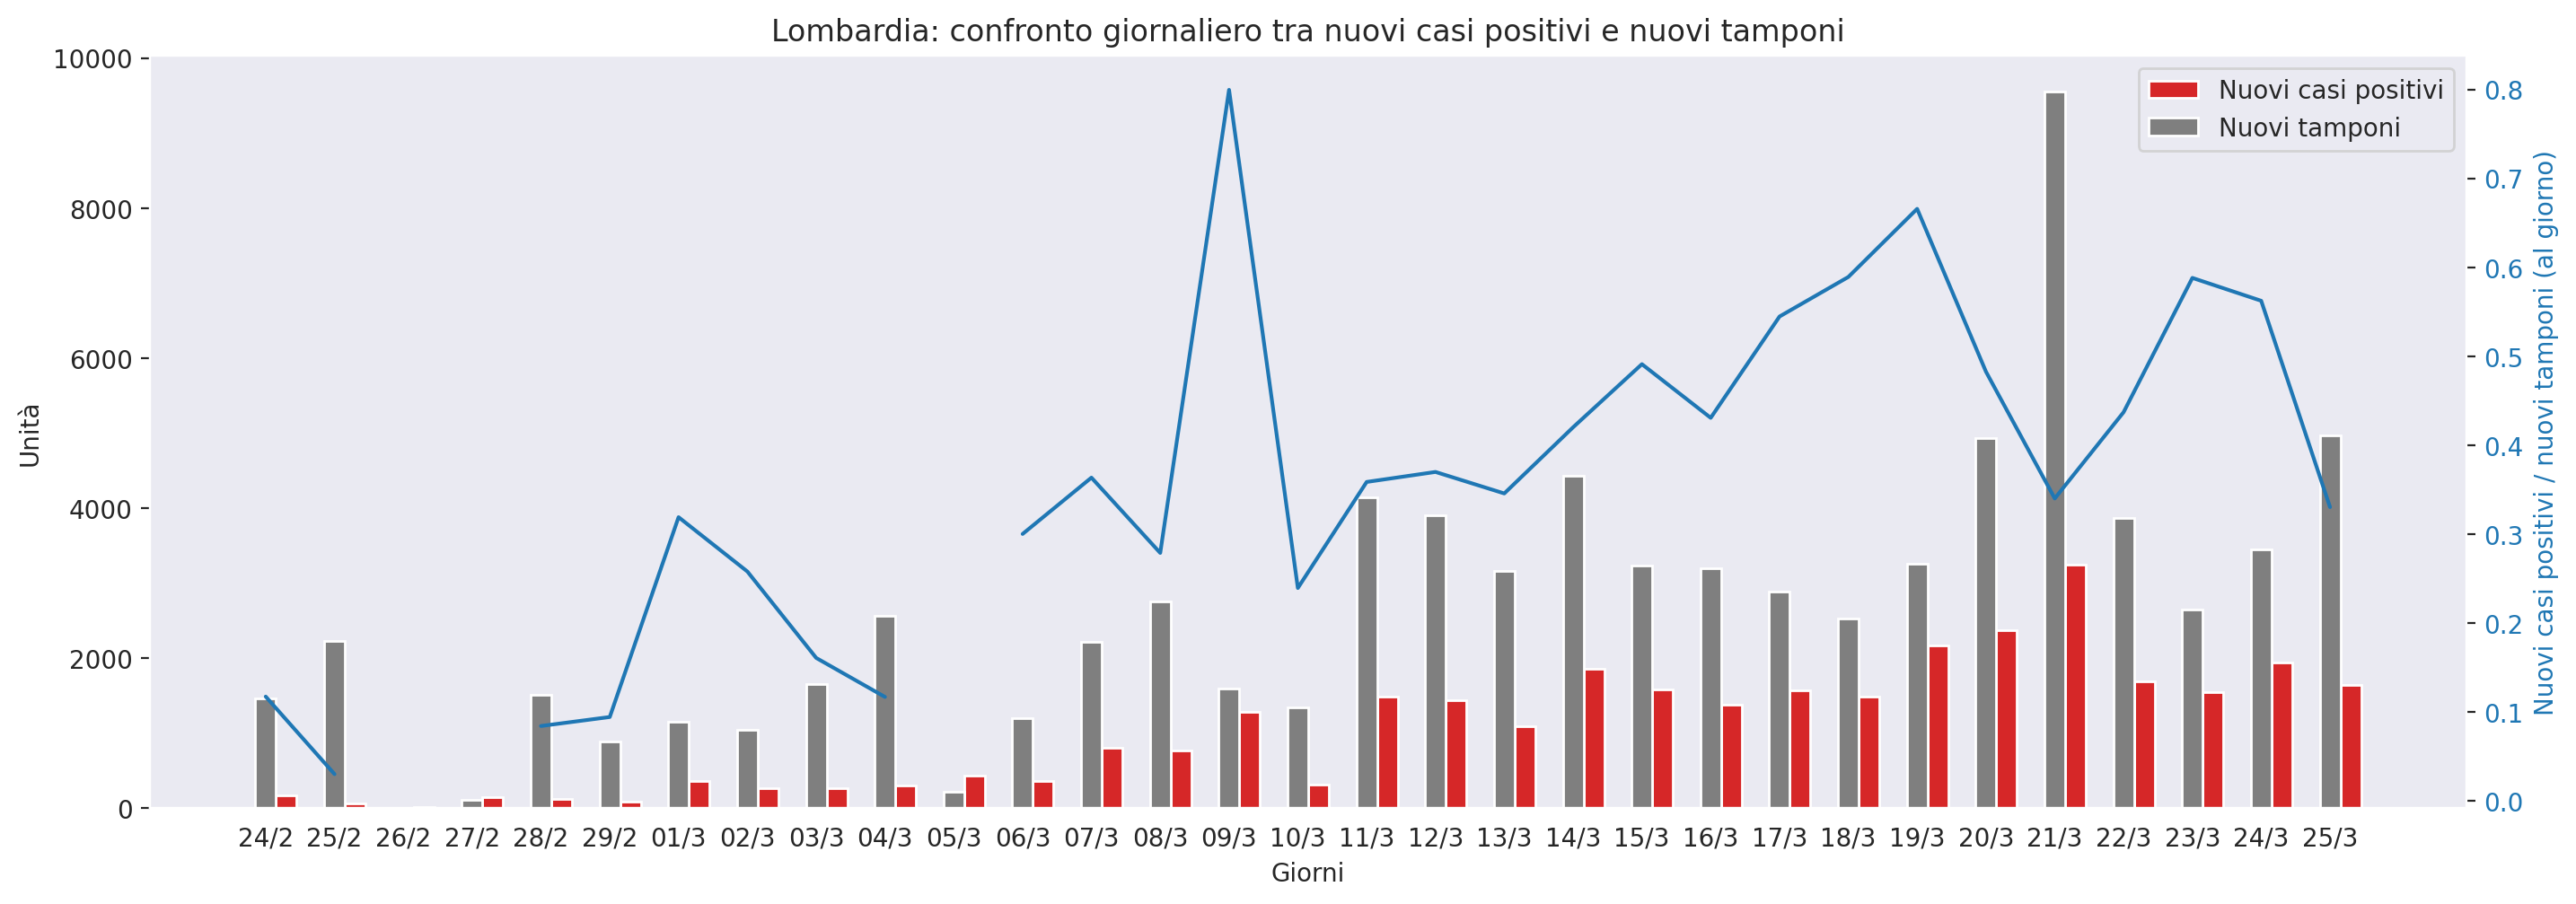 Lombardia: confronto giornaliero tra nuovi casi positivi e nuovi tamponi
10000
8000
6000
4000
2000
0
Unità
Nuovi casi positivi
Nuovi tamponi
0.8
0.7
0.6
0.5
0.4
0.3
0.2
0.1
0.0
Nuovi casi positivi / nuovi tamponi (al giorno)
24/2 25/2 26/2 27/2 28/2 29/2 01/3 02/3 03/3 04/3 05/3 06/3 07/3 08/3 09/3 10/3 11/3 12/3 13/3 14/3 15/3 16/3 17/3 18/3 19/3 20/3 21/3 22/3 23/3 24/3 25/3
Giorni